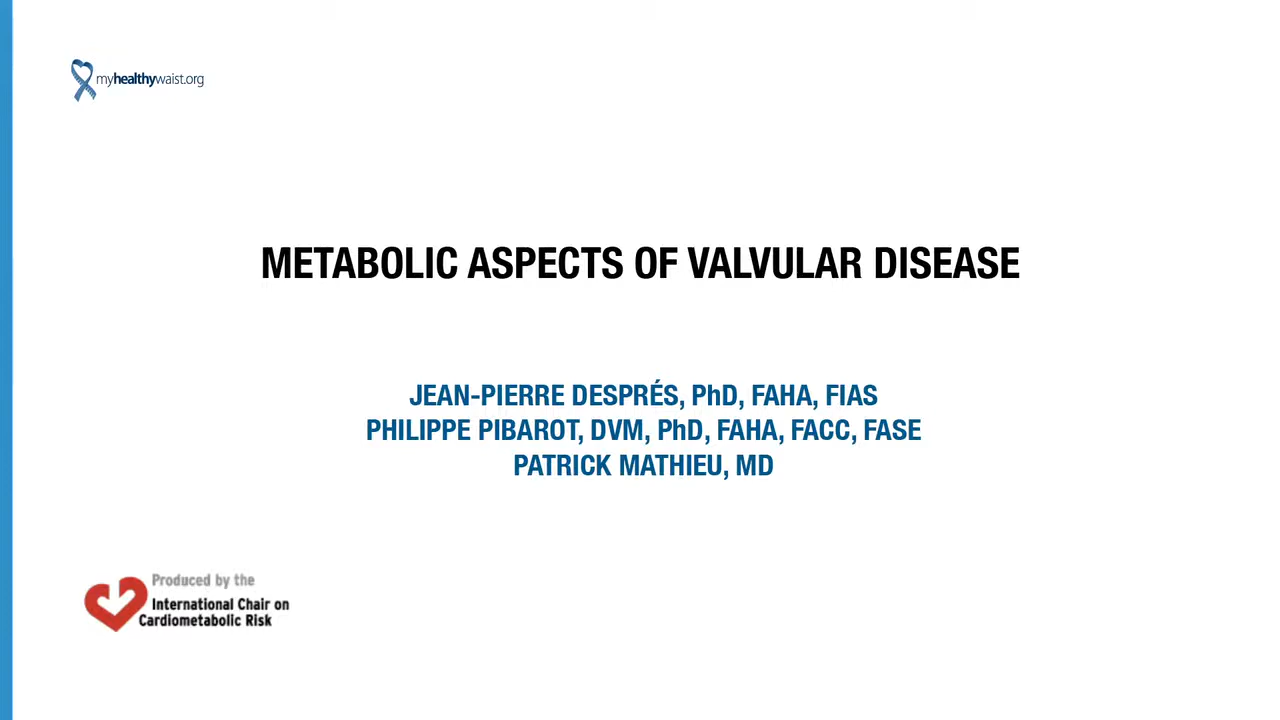 myhealthywaist.org
METABOLIC ASPECTS OF VALVULAR DISEASE
JEAN-PIERRE DESPRÉS, PhD, FAHA, FIAS
PHILIPPE PIBAROT, DVM, PhD, FAHA, FACC, FASE
PATRICK MATHIEU, MD
Produced by the
International Chair on
Cardiometabolic Risk